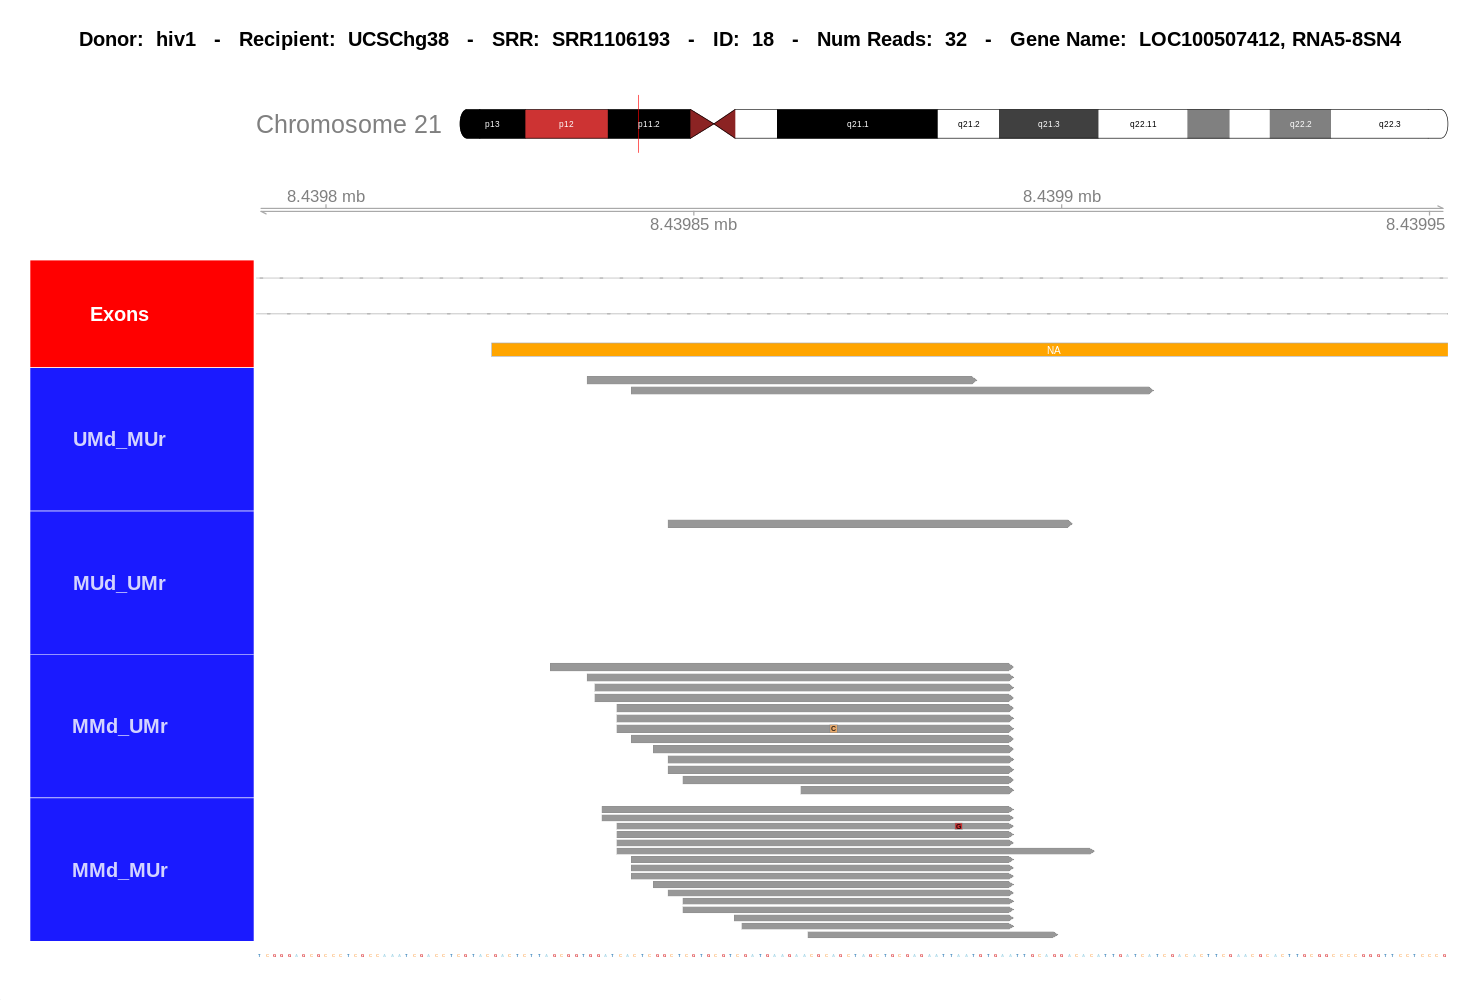 Donor: hiv1 - Recipient: UCSChg38 - SRR: SRR1106193 - ID: 18 - Num Reads: 32 - Gene Name: LOC100507412, RNA5-8SN4
Chromosome 21 p13 p12 p11.2 q21.1 q21.2 q21.3 q22.11 q22.2 q22.3
8.4398 mb 8.4399 mb
8.43985 mb 8.43995
Exons
NA
UMd_MUr
MUd_UMr
MMd_UMr
C
MMd_MUr
G